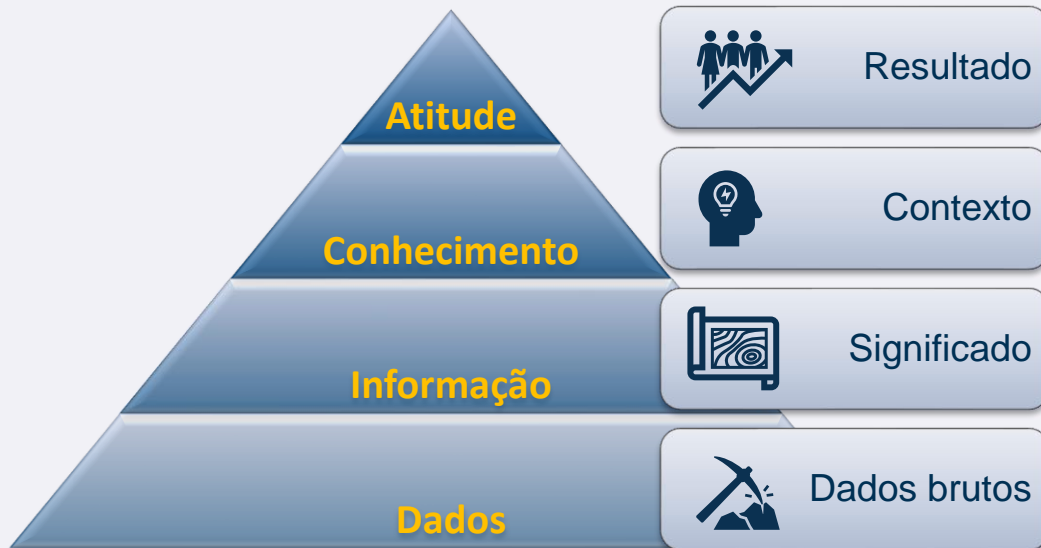 Atitude
Resultado
Conhecimento
Contexto
Informação
Significado
Dados
Dados brutos